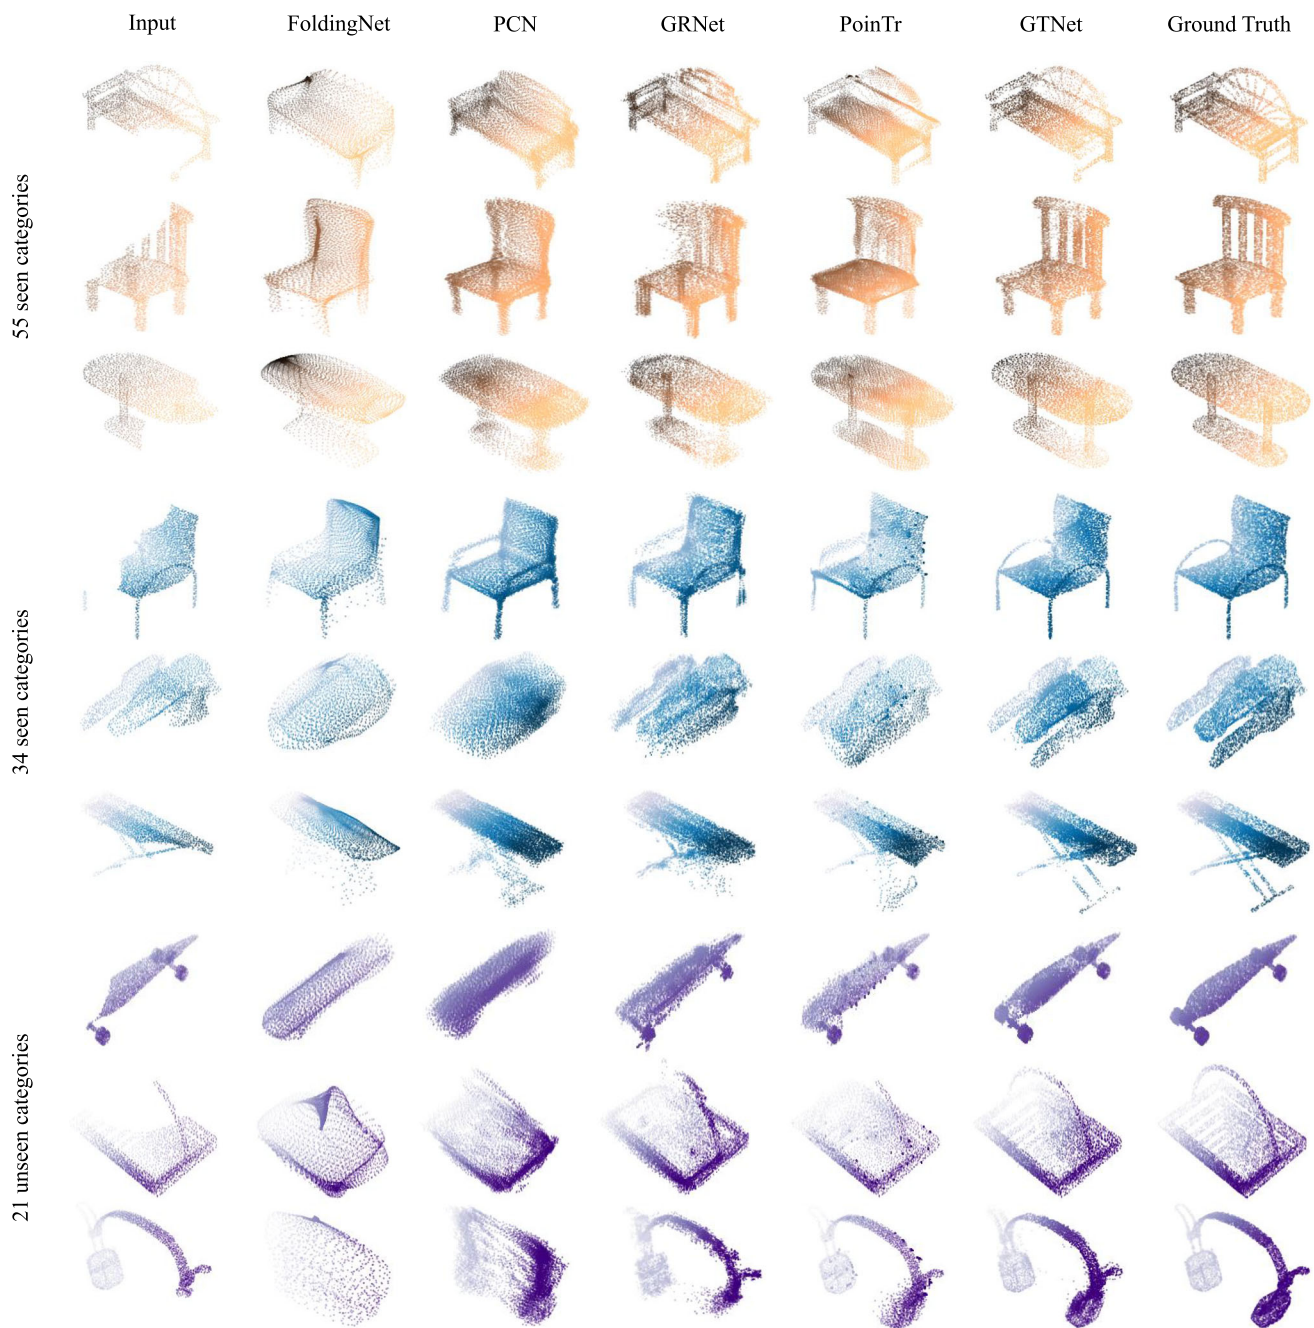 Input FoldingNet PCN GRNet PoinTr GTNet Ground Truth
55 seen categories
34 seen categories
21 unseen categories